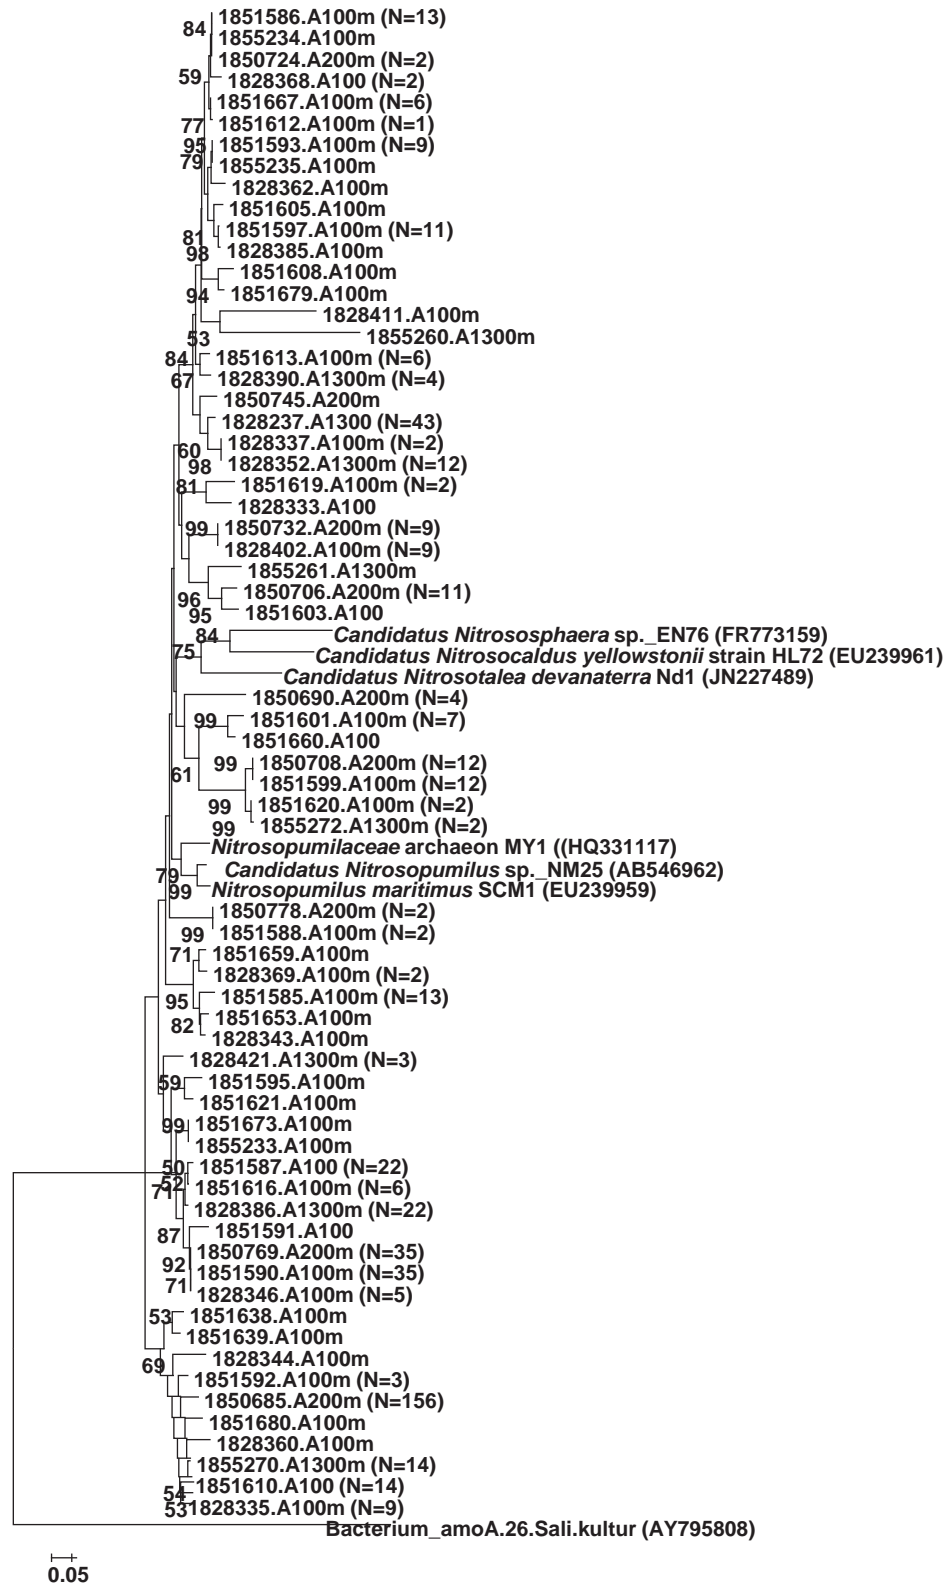 84
1851586.A100m (N=13)
1855234.A100m
1850724.A200m (N=2)
59
1828368.A100 (N=2)
1851667.A100m (N=6)
77
1851612.A100m (N=1)
95
1851593.A100m (N=9)
79
1855235.A100m
1828362.A100m
1851605.A100m
81
1851597.A100m (N=11)
98
1828385.A100m
1851608.A100m
94
1851679.A100m
1828411.A100m
53
1855260.A1300m
84
1851613.A100m (N=6)
67
1828390.A1300m (N=4)
1850745.A200m
1828237.A1300 (N=43)
60
1828337.A100m (N=2)
98
1828352.A1300m (N=12)
81
1851619.A100m (N=2)
1828333.A100
99
1850732.A200m (N=9)
1828402.A100m (N=9)
1855261.A1300m
96
1850706.A200m (N=11)
95
1851603.A100
84
Candidatus Nitrososphaera sp._EN76 (FR773159)
75
Candidatus Nitrosocaldus yellowstonii strain HL72 (EU239961)
Candidatus Nitrosotalea devanaterra Nd1 (JN227489)
1850690.A200m (N=4)
99
1851601.A100m (N=7)
1851660.A100
99
1850708.A200m (N=12)
61
1851599.A100m (N=12)
99
1851620.A100m (N=2)
99
1855272.A1300m (N=2)
Nitrosopumilaceae archaeon MY1 ((HQ331117)
79
Candidatus Nitrosopumilus sp._NM25 (AB546962)
99
Nitrosopumilus maritimus SCM1 (EU239959)
1850778.A200m (N=2)
99
1851588.A100m (N=2)
71
1851659.A100m
1828369.A100m (N=2)
95
1851585.A100m (N=13)
82
1851653.A100m
1828343.A100m
1828421.A1300m (N=3)
59
1851595.A100m
1851621.A100m
99
1851673.A100m
1855233.A100m
50
1851587.A100 (N=22)
52
71
1851616.A100m (N=6)
1828386.A1300m (N=22)
87
1851591.A100
92
1850769.A200m (N=35)
71
1851590.A100m (N=35)
1828346.A100m (N=5)
53
1851638.A100m
1851639.A100m
69
1828344.A100m
1851592.A100m (N=3)
1850685.A200m (N=156)
1851680.A100m
1828360.A100m
1855270.A1300m (N=14)
54
1851610.A100 (N=14)
53
1828335.A100m (N=9)
Bacterium_amoA.26.Sali.kultur (AY795808)
0.05